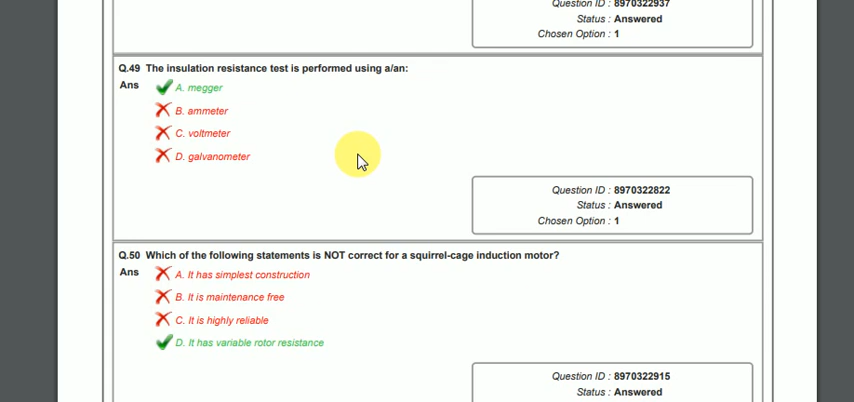 Question ID : 8970322937
Status : Answered
Chosen Option : 1
Q.49 The insulation resistance test is performed using a/an:
Ans A. megger
B. ammeter
C. voltmeter
D. galvanometer
Question ID : 8970322822
Status : Answered
Chosen Option : 1
Q.50 Which of the following statements is NOT correct for a squirrel-cage induction motor?
Ans A. It has simplest construction
B. It is maintenance free
C. It is highly reliable
D. It has variable rotor resistance
Question ID : 8970322915
Status : Answered